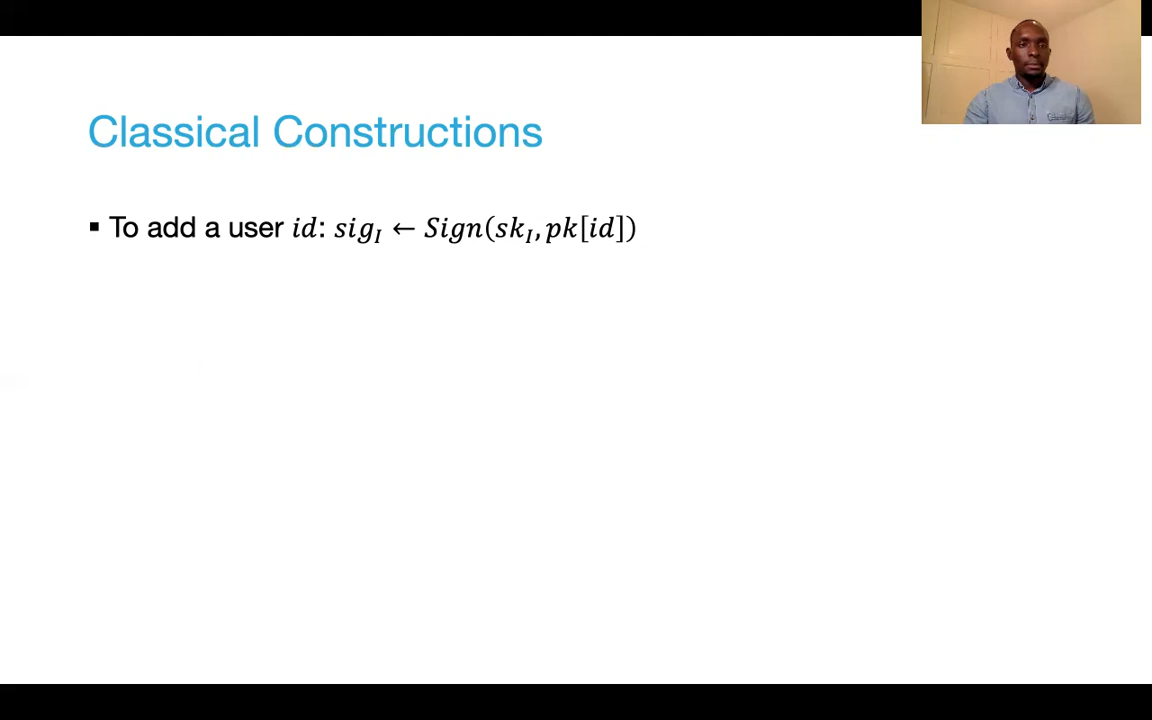 Classical Constructions
▪ To add a user 𝑖𝑑: 𝑠𝑖𝑔_𝐼 ← 𝑆𝑖𝑔𝑛(𝑠𝑘_𝐼, 𝑝𝑘[𝑖𝑑])